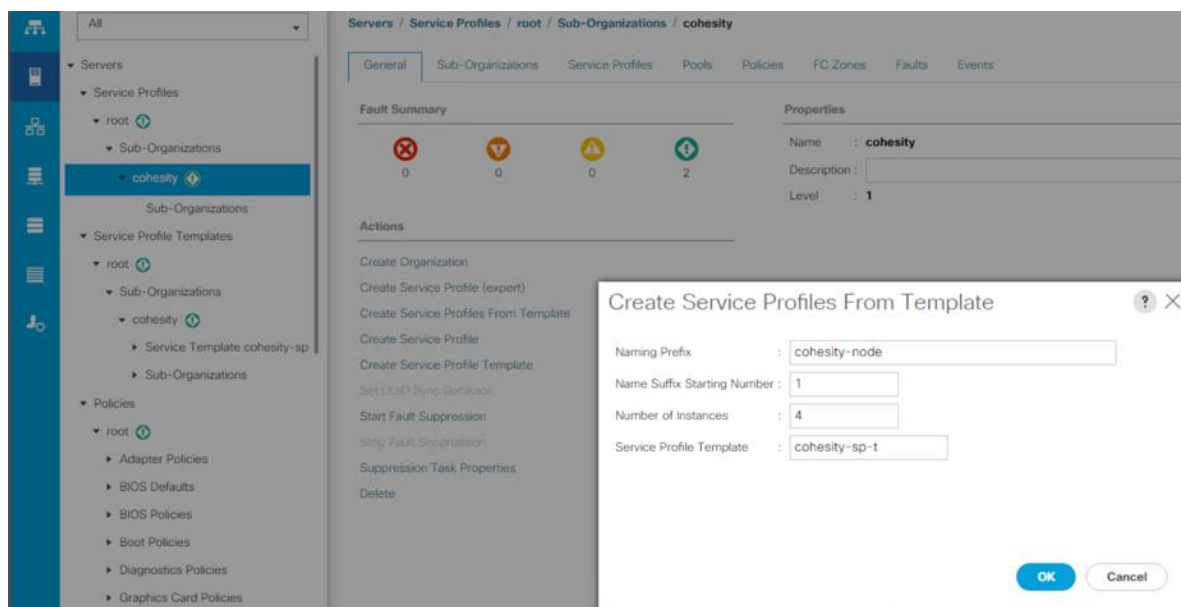 All
Servers
Service Profiles
root
Sub-Organizations
cohesity
Sub-Organizations
Service Profile Templates
root
Sub-Organizations
cohesity
Service Template cohesity-sp
Sub-Organizations
Policies
root
Adapter Policies
BIOS Defaults
BIOS Policies
Boot Policies
Diagnostics Policies
Graphics Card Policies
Servers / Service Profiles / root / Sub-Organizations / cohesity
General Sub-Organizations Service Profiles Pools Policies FC Zones Faults Events
Fault Summary
0 0 0 2
Properties
Name : cohesity
Description :
Level : 1
Actions
Create Organization
Create Service Profile (expert)
Create Service Profiles From Template
Create Service Profile
Create Service Profile Template
Set UUID Sync Behavior
Start Fault Suppression
Stop Fault Suppression
Suppression Task Properties
Delete
Create Service Profiles From Template
? ×
Naming Prefix : cohesity-node
Name Suffix Starting Number : 1
Number of Instances : 4
Service Profile Template : cohesity-sp-t
OK Cancel